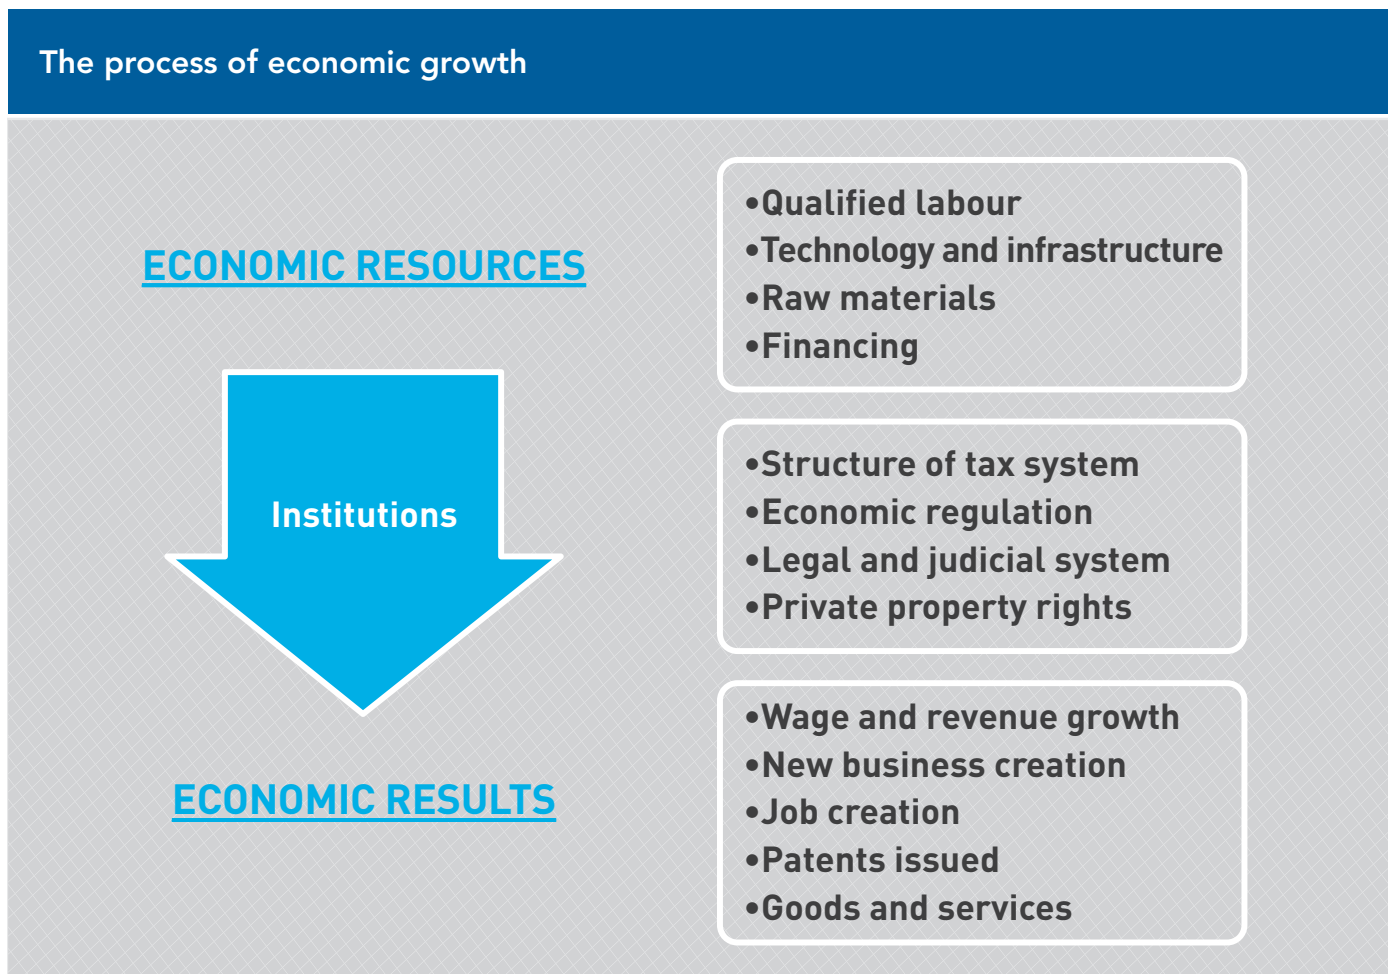 The process of economic growth
ECONOMIC RESOURCES
•Qualified labour
•Technology and infrastructure
•Raw materials
•Financing
Institutions
•Structure of tax system
•Economic regulation
•Legal and judicial system
•Private property rights
ECONOMIC RESULTS
•Wage and revenue growth
•New business creation
•Job creation
•Patents issued
•Goods and services